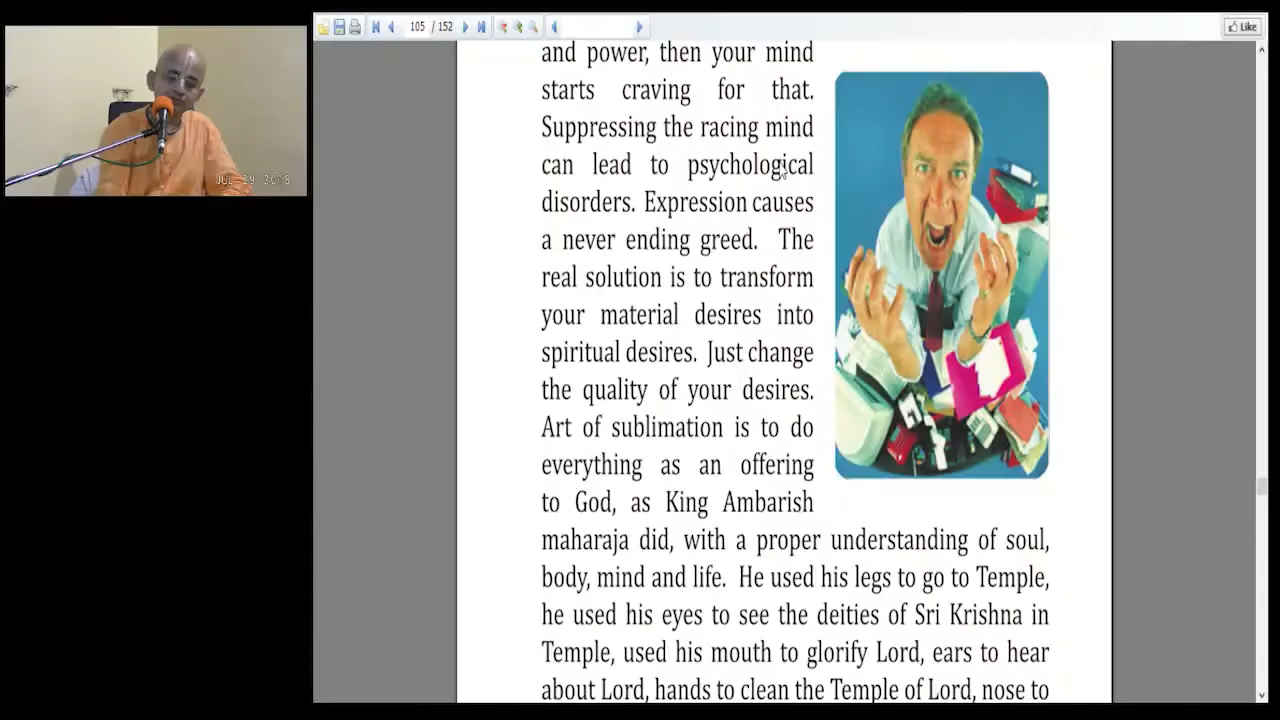 105 / 152
Like
JUL 29 2018
and power, then your mind
starts craving for that.
Suppressing the racing mind
can lead to psychological
disorders. Expression causes
a never ending greed. The
real solution is to transform
your material desires into
spiritual desires. Just change
the quality of your desires.
Art of sublimation is to do
everything as an offering
to God, as King Ambarish
maharaja did, with a proper understanding of soul,
body, mind and life. He used his legs to go to Temple,
he used his eyes to see the deities of Sri Krishna in
Temple, used his mouth to glorify Lord, ears to hear
about Lord, hands to clean the Temple of Lord, nose to